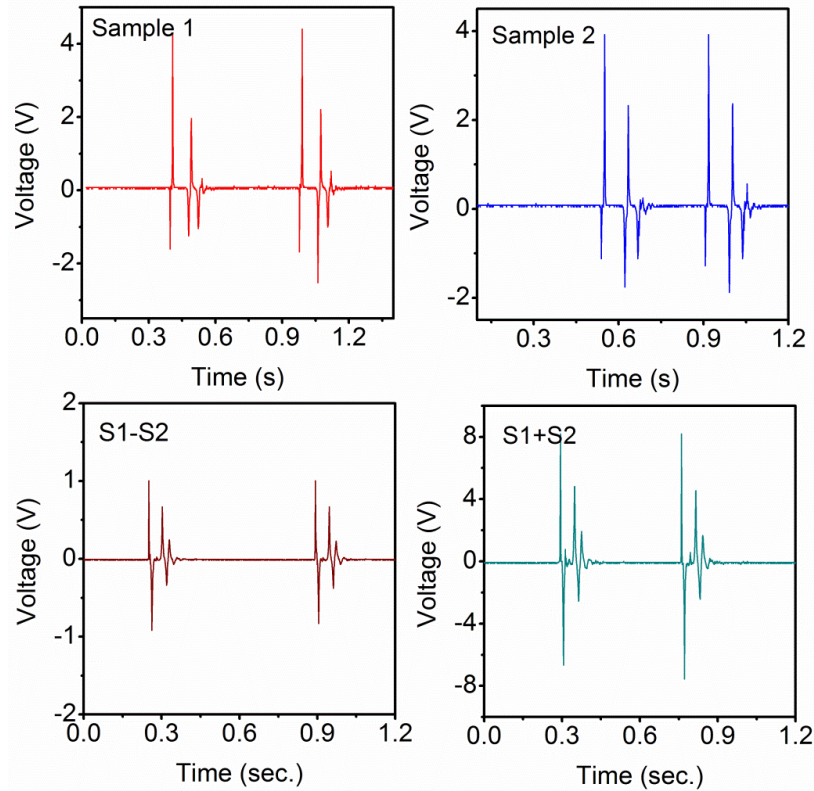 Sample 1
4
2
0
-2
Voltage (V)
0.0 0.3 0.6 0.9 1.2
Time (s)
Sample 2
4
2
0
-2
Voltage (V)
0.3 0.6 0.9 1.2
Time (s)
S1-S2
2
1
0
-1
-2
Voltage (V)
0.0 0.3 0.6 0.9 1.2
Time (sec.)
S1+S2
8
4
0
-4
-8
Voltage (V)
0.0 0.3 0.6 0.9 1.2
Time (sec.)